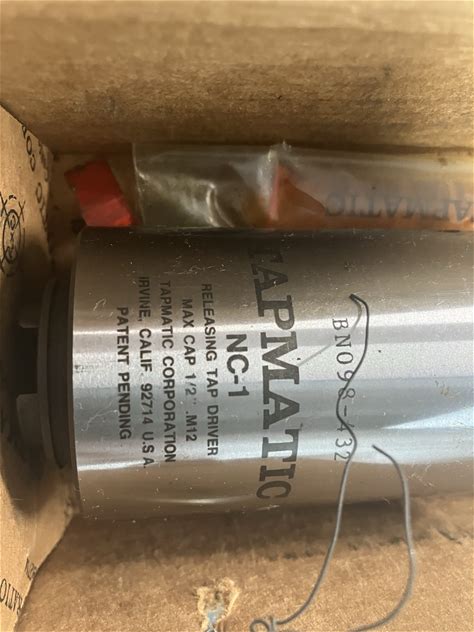 BN098-432
TAPMATIC
NC-1
RELEASING TAP DRIVER
MAX CAP 1/2" .M12
TAPMATIC CORPORATION
IRVINE, CALIF. 92714 U.S.A.
PATENT PENDING
TAPMATIC